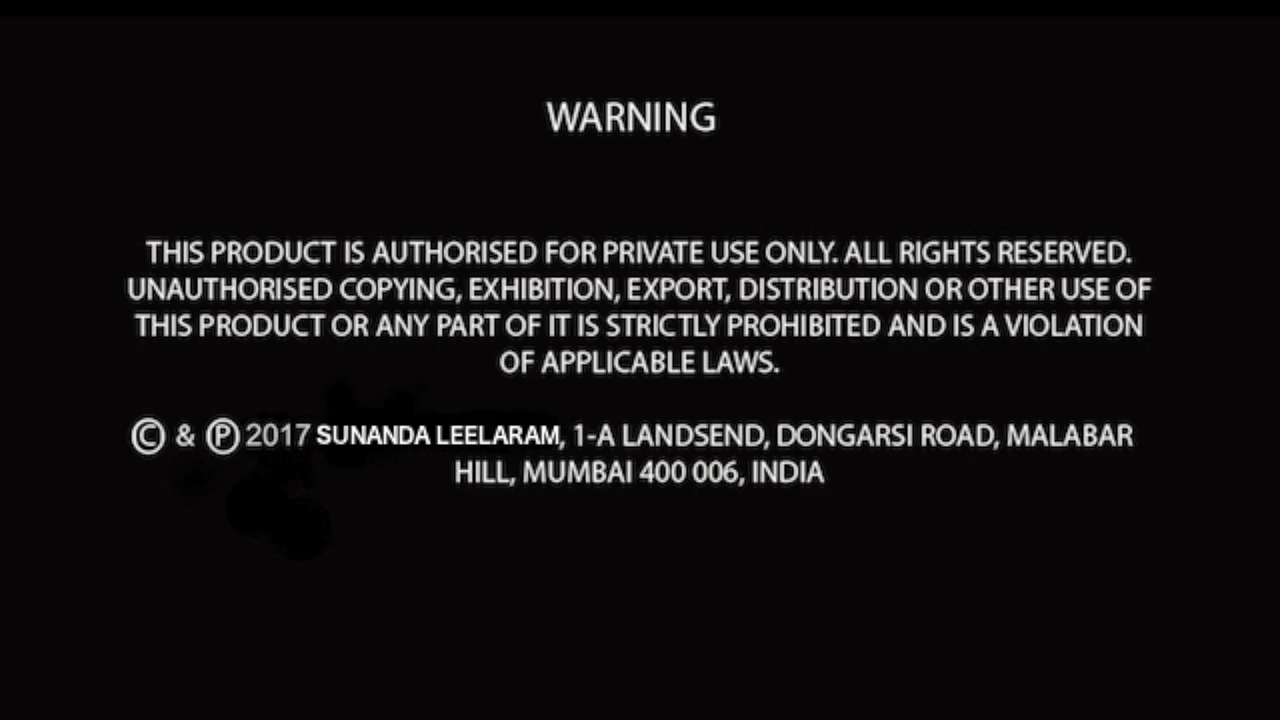 WARNING
THIS PRODUCT IS AUTHORISED FOR PRIVATE USE ONLY. ALL RIGHTS RESERVED.
UNAUTHORISED COPYING, EXHIBITION, EXPORT, DISTRIBUTION OR OTHER USE OF
THIS PRODUCT OR ANY PART OF IT IS STRICTLY PROHIBITED AND IS A VIOLATION
OF APPLICABLE LAWS.
© & ℗ 2017 SUNANDA LEELARAM, 1-A LANDSEND, DONGARSI ROAD, MALABAR
HILL, MUMBAI 400 006, INDIA